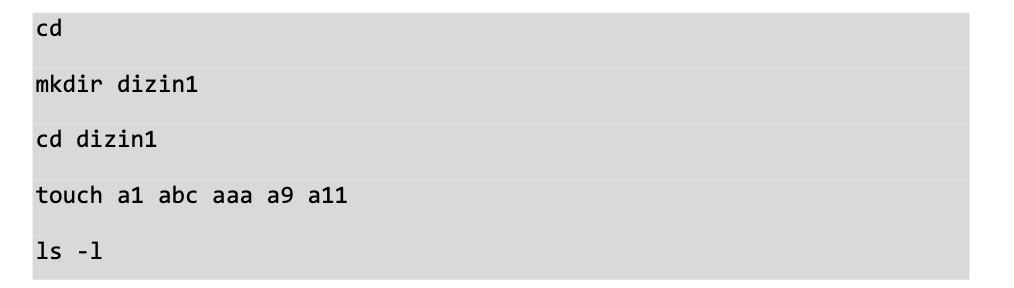 cd
mkdir dizin1
cd dizin1
touch a1 abc aaa a9 a11
ls -l